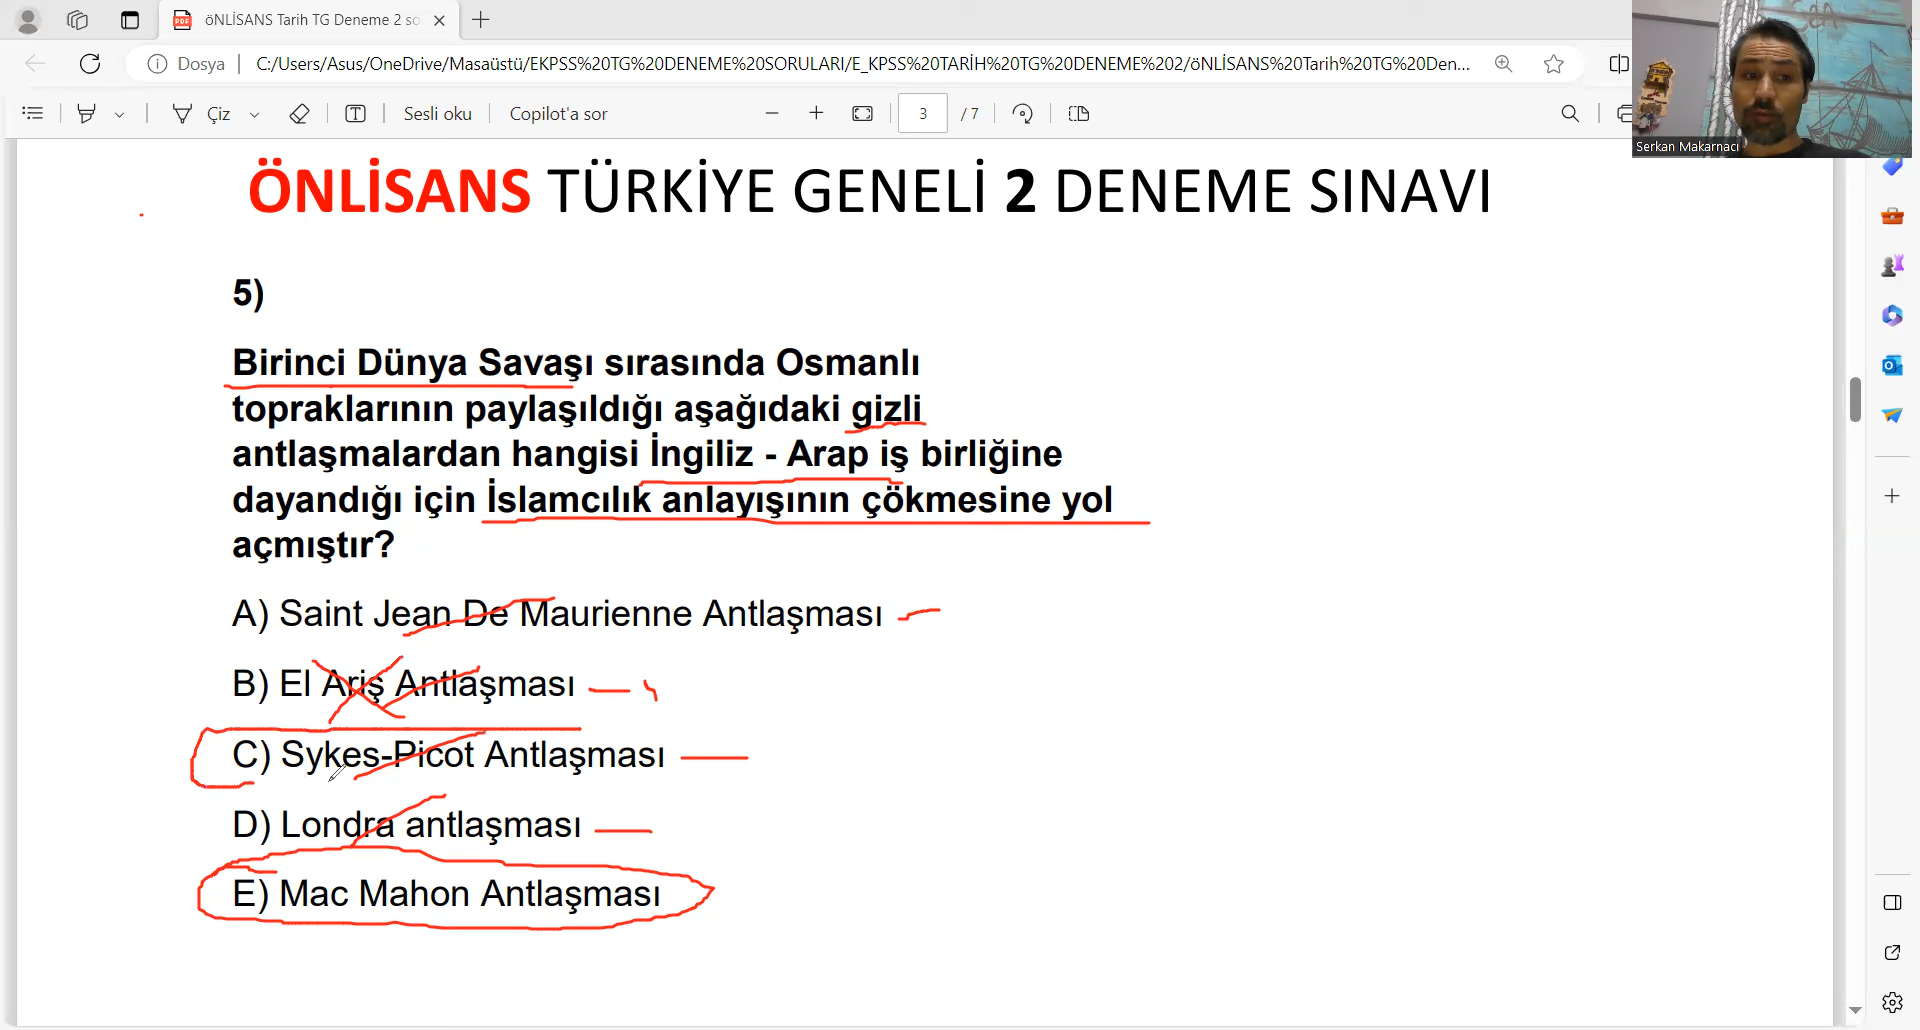 öNLİSANS Tarih TG Deneme 2 so
Dosya
C:/Users/Asus/OneDrive/Masaüstü/EKPSS%20TG%20DENEME%20SORULARI/E_KPSS%20TARİH%20TG%20DENEME%202/öNLİSANS%20Tarih%20TG%20Den...
Çiz
Sesli oku
Copilot'a sor
3 / 7
Serkan Makarnacı
ÖNLİSANS TÜRKİYE GENELİ 2 DENEME SINAVI
5)
Birinci Dünya Savaşı sırasında Osmanlı
topraklarının paylaşıldığı aşağıdaki gizli
antlaşmalardan hangisi İngiliz - Arap iş birliğine
dayandığı için İslamcılık anlayışının çökmesine yol
açmıştır?
A) Saint Jean De Maurienne Antlaşması
B) El Ariş Antlaşması
C) Sykes-Picot Antlaşması
D) Londra antlaşması
E) Mac Mahon Antlaşması